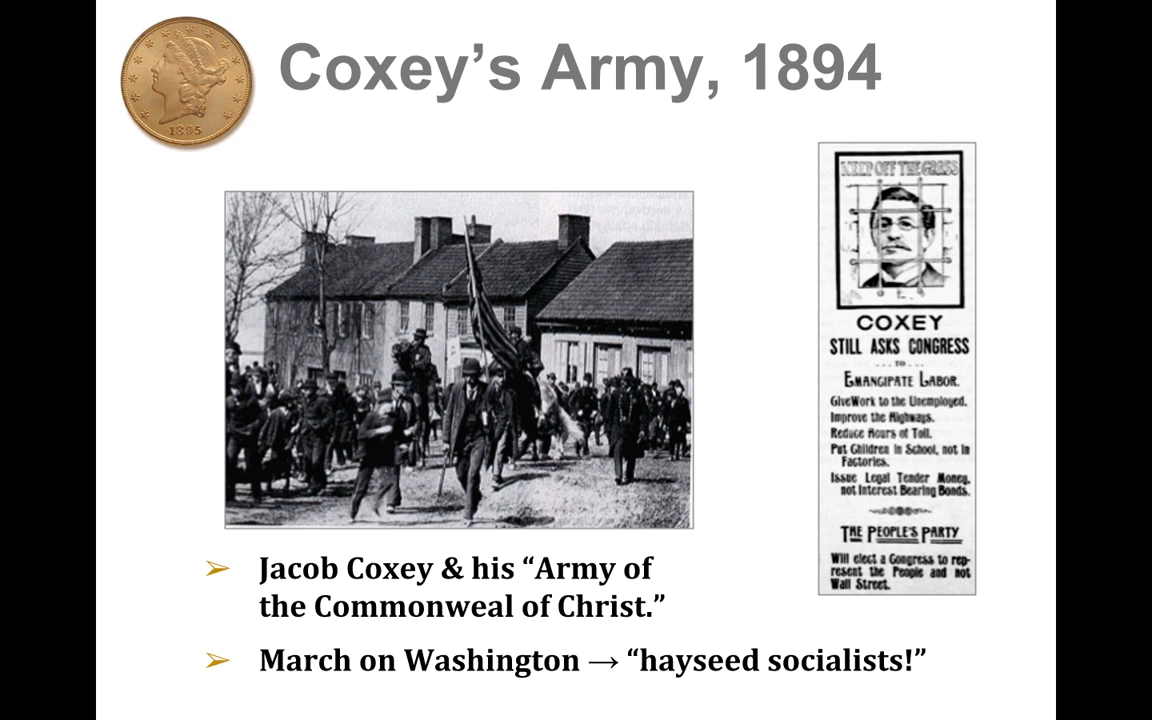 Coxey’s Army, 1894
1895
KEEP OFF THE GRASS
COXEY
STILL ASKS CONGRESS
...TO...
EMANCIPATE LABOR.
Give Work to the Unemployed.
Improve the Highways.
Reduce Hours of Toil.
Put Children in School, not in
Factories.
Issue Legal Tender Money,
not Interest Bearing Bonds.
THE PEOPLE'S PARTY
Will elect a Congress to rep-
resent the People and not
Wall Street.
➢ Jacob Coxey & his “Army of
the Commonweal of Christ.”
➢ March on Washington → “hayseed socialists!”